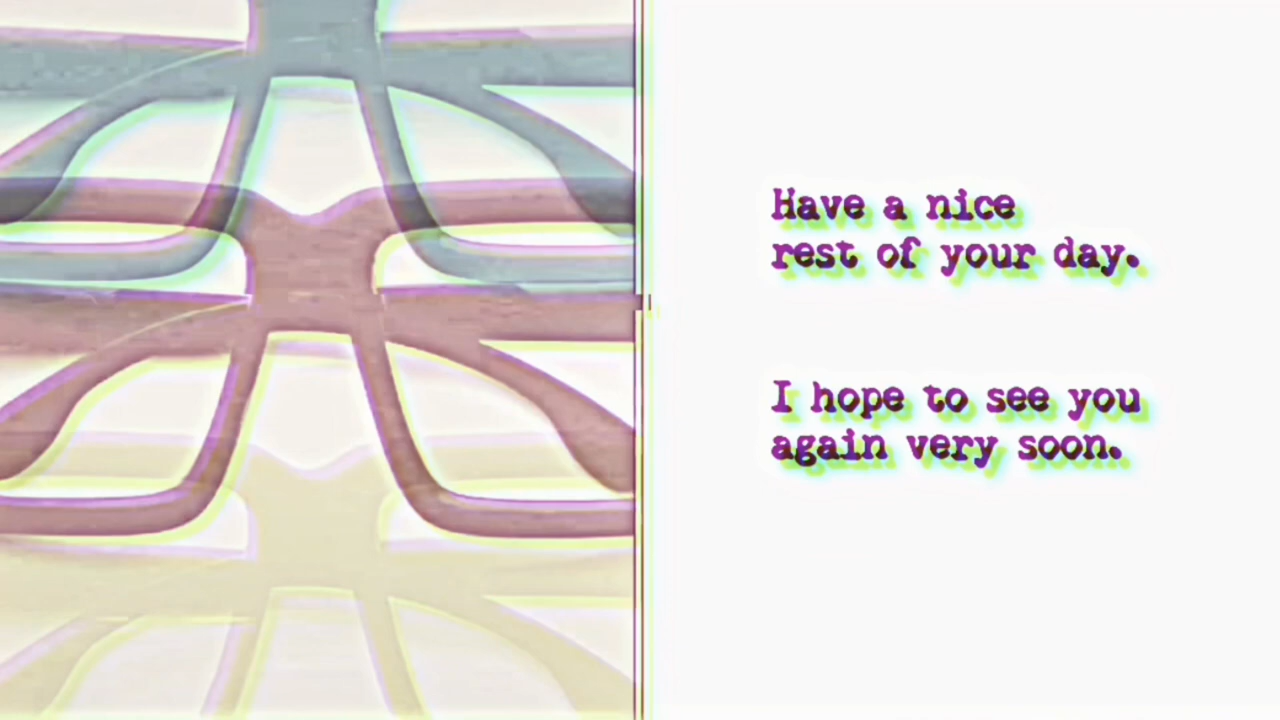 Have a nice
rest of your day.
I hope to see you
again very soon.